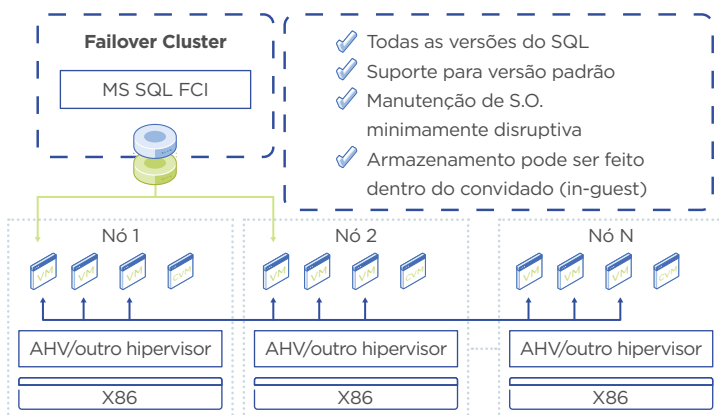 Failover Cluster
MS SQL FCI
Todas as versões do SQL
Suporte para versão padrão
Manutenção de S.O.
minimamente disruptiva
Armazenamento pode ser feito
dentro do convidado (in-guest)
Nó 1
Nó 2
Nó N
VM VM VM CVM
VM VM VM CVM
VM VM VM CVM
AHV/outro hipervisor
AHV/outro hipervisor
AHV/outro hipervisor
X86
X86
X86